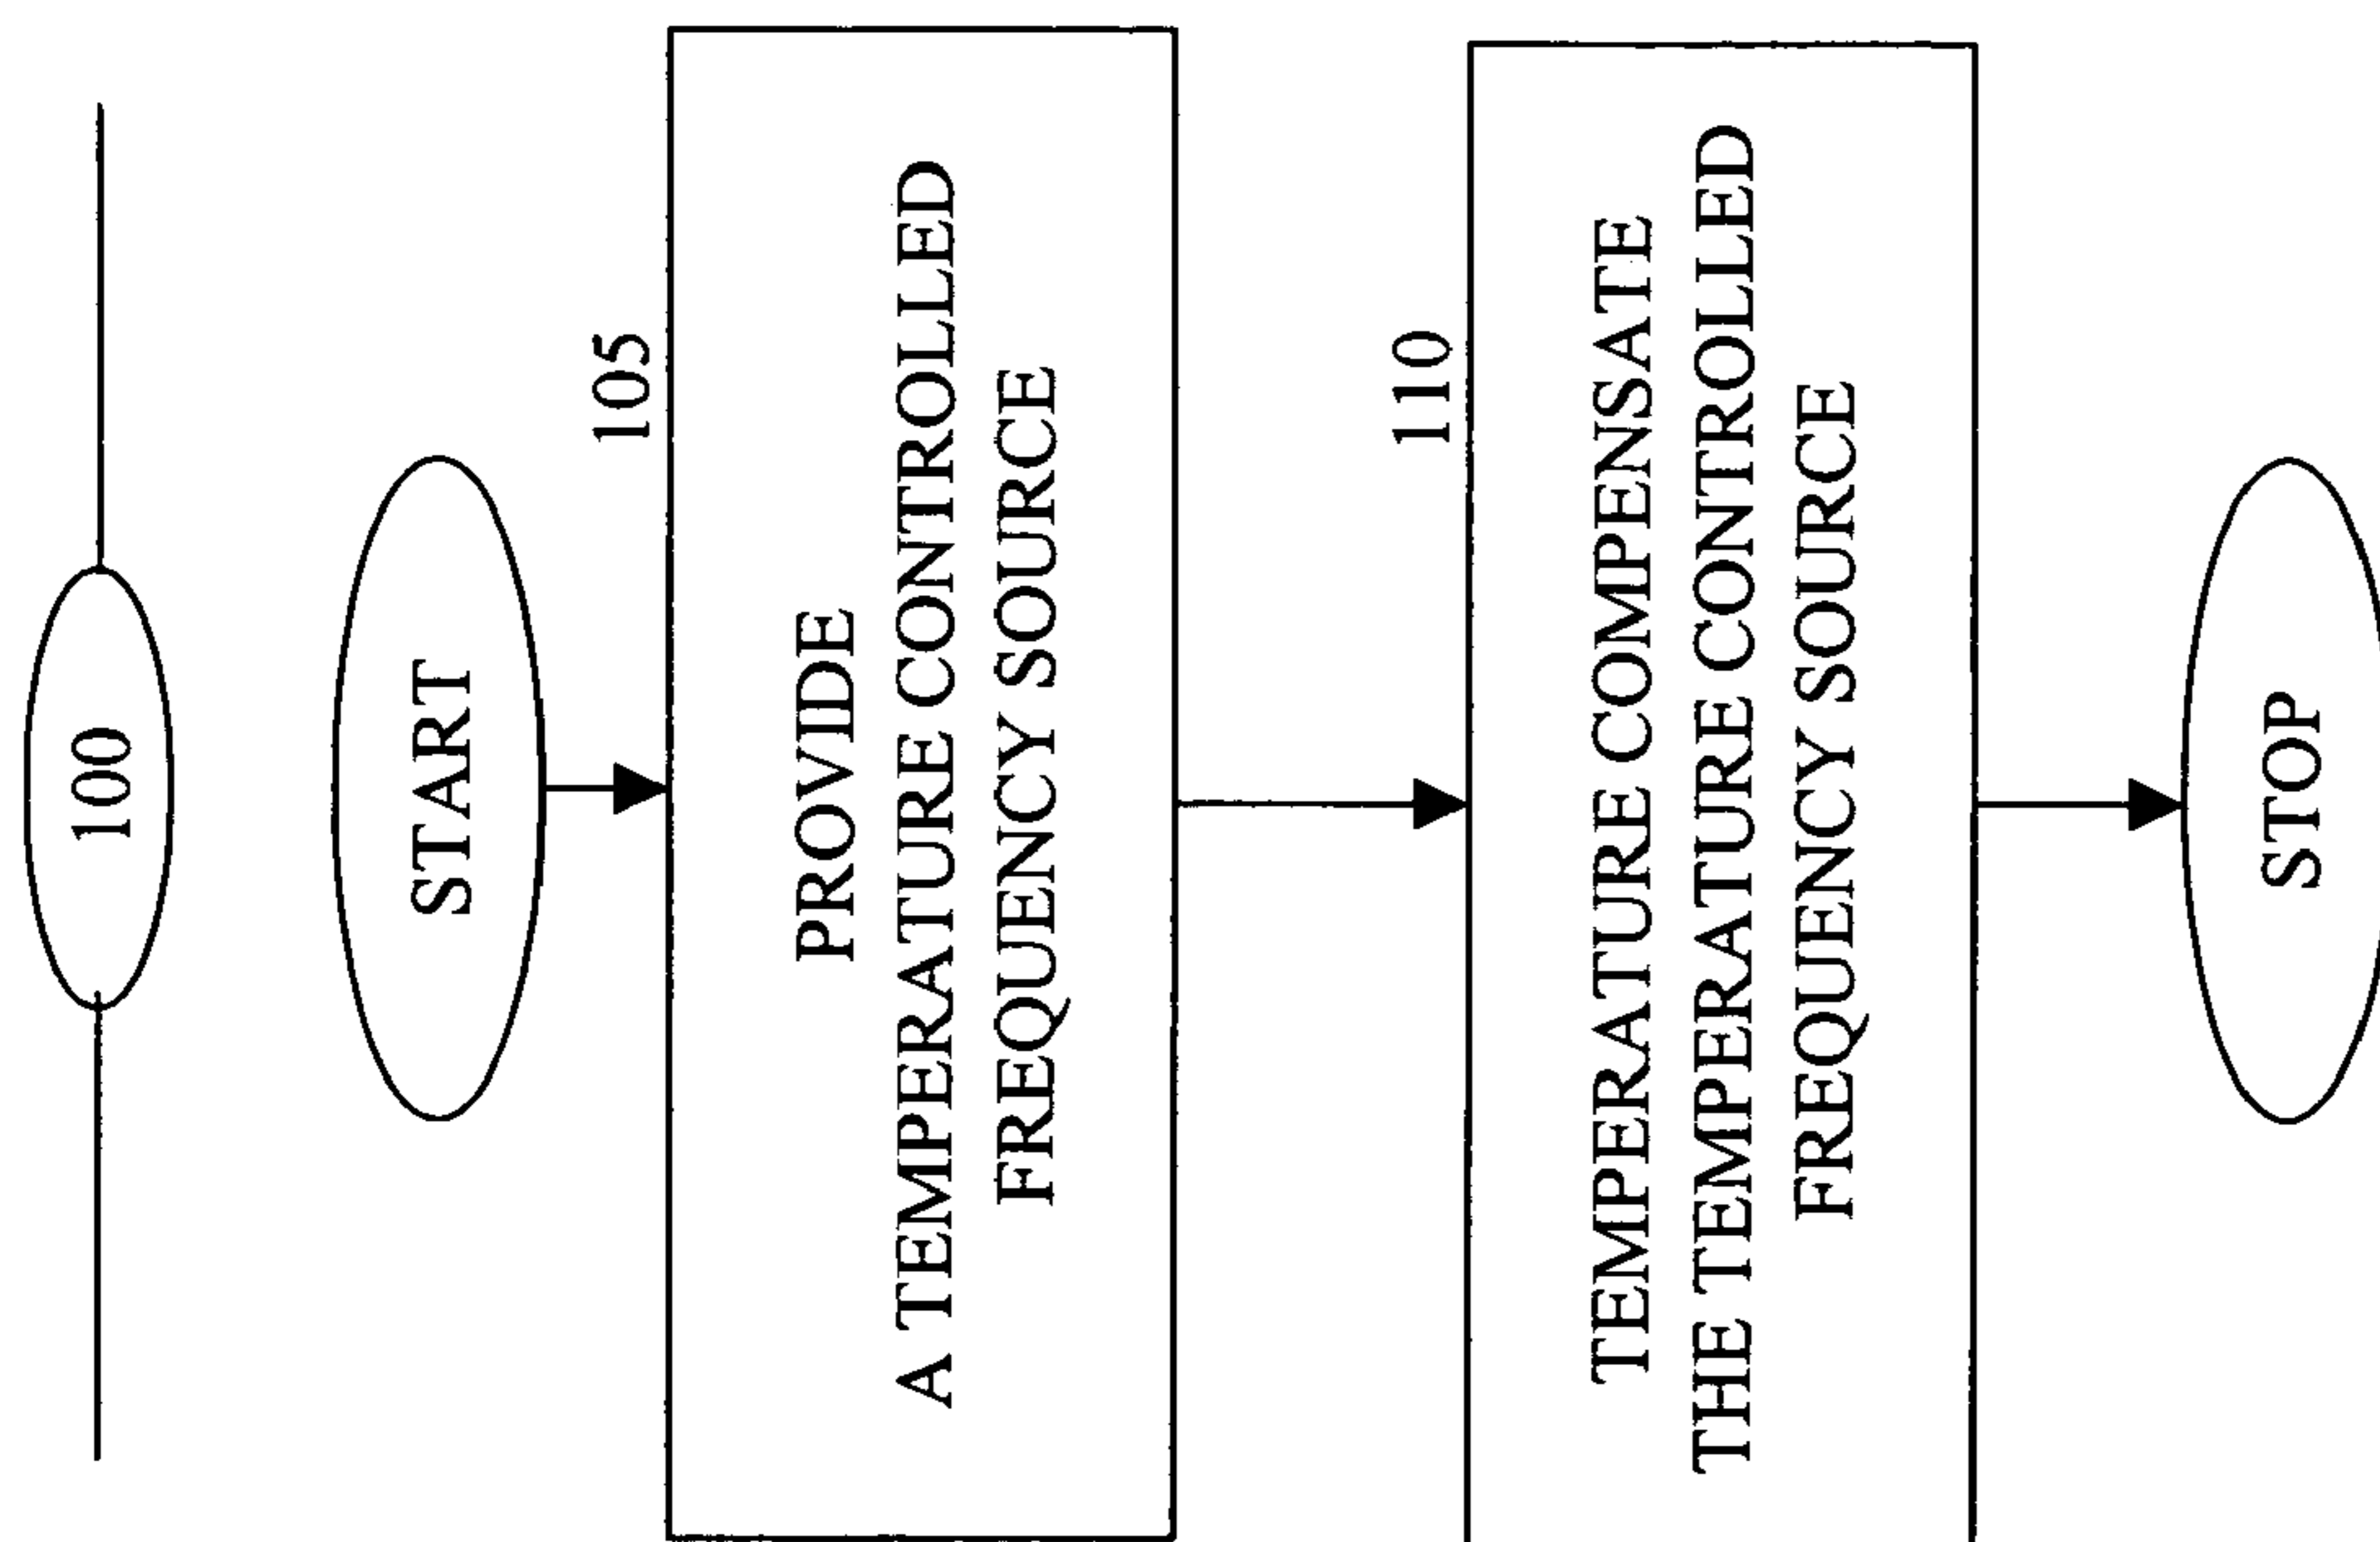 100
START
105
PROVIDE
A TEMPERATURE CONTROLLED
FREQUENCY SOURCE
110
TEMPERATURE COMPENSATE
THE TEMPERATURE CONTROLLED
FREQUENCY SOURCE
STOP